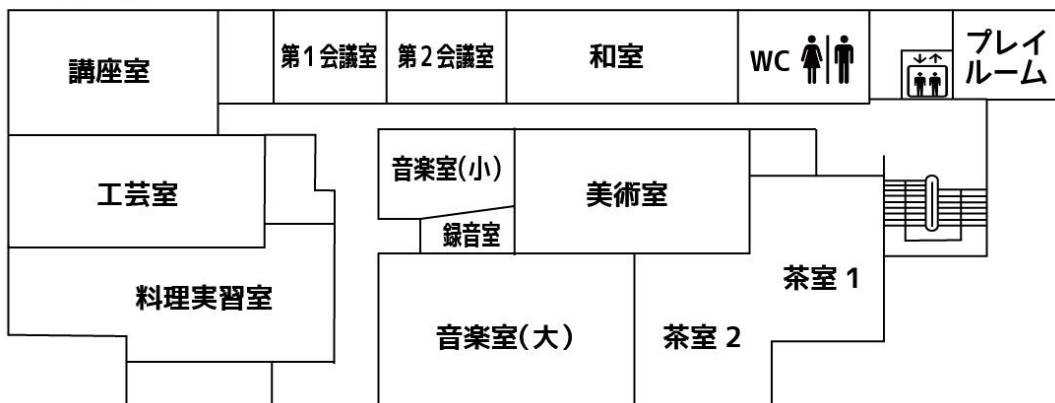 講座室
第1会議室
第2会議室
和室
WC
プレイ
ルーム
工芸室
音楽室(小)
美術室
録音室
料理実習室
音楽室(大)
茶室 1
茶室 2